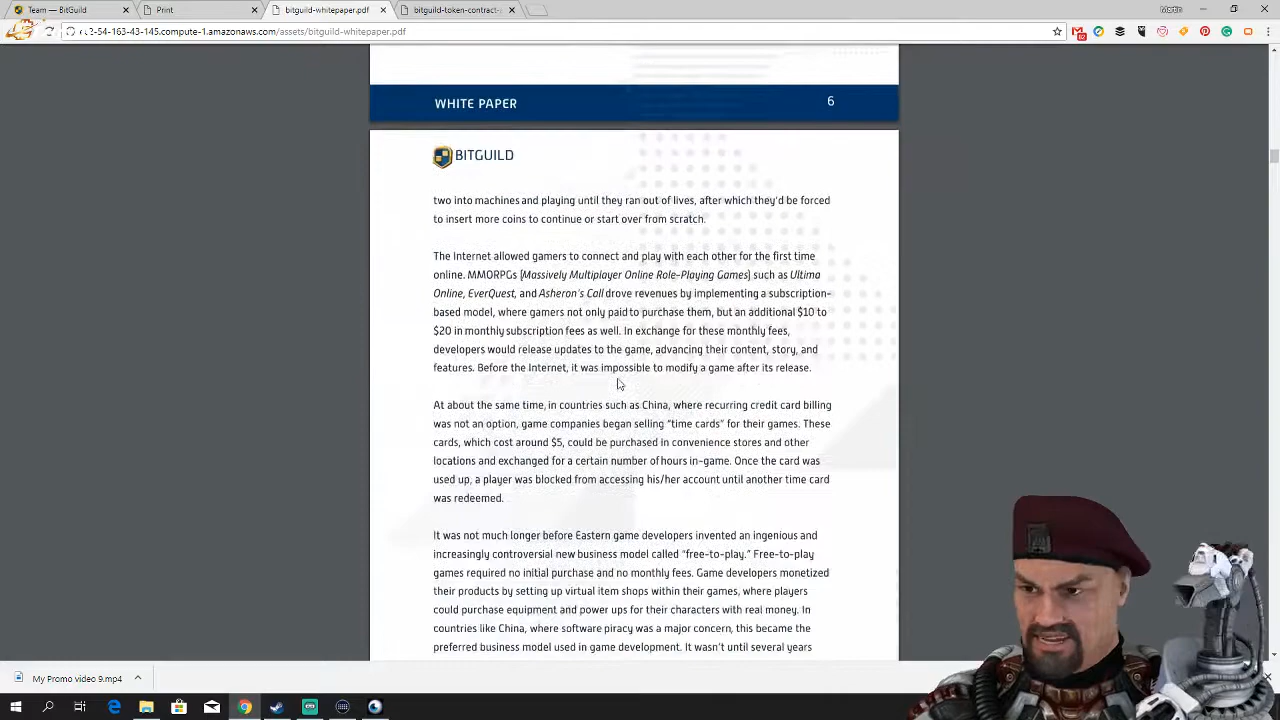 Team — BitGuild
Print
bitguild-whitepaper.pdf
bitguild-token-contract-
2-54-163-43-145.compute-1.amazonaws.com/assets/bitguild-whitepaper.pdf
WHITE PAPER
6
BITGUILD
two into machines and playing until they ran out of lives, after which they'd be forced
to insert more coins to continue or start over from scratch.
The Internet allowed gamers to connect and play with each other for the first time
online. MMORPGs (Massively Multiplayer Online Role-Playing Games) such as Ultima
Online, EverQuest, and Asheron's Call drove revenues by implementing a subscription-
based model, where gamers not only paid to purchase them, but an additional $10 to
$20 in monthly subscription fees as well. In exchange for these monthly fees,
developers would release updates to the game, advancing their content, story, and
features. Before the Internet, it was impossible to modify a game after its release.
At about the same time, in countries such as China, where recurring credit card billing
was not an option, game companies began selling "time cards" for their games. These
cards, which cost around $5, could be purchased in convenience stores and other
locations and exchanged for a certain number of hours in-game. Once the card was
used up, a player was blocked from accessing his/her account until another time card
was redeemed.
It was not much longer before Eastern game developers invented an ingenious and
increasingly controversial new business model called "free-to-play." Free-to-play
games required no initial purchase and no monthly fees. Game developers monetized
their products by setting up virtual item shops within their games, where players
could purchase equipment and power ups for their characters with real money. In
countries like China, where software piracy was a major concern, this became the
preferred business model used in game development. It wasn't until several years
My Promo video 9.mp4